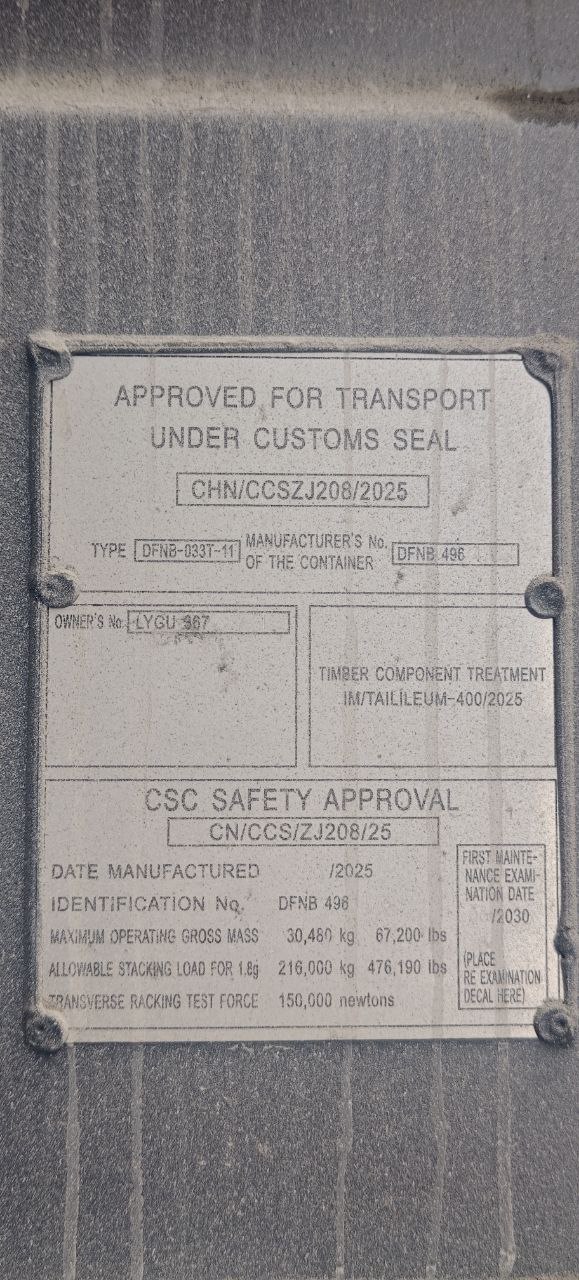 APPROVED FOR TRANSPORT
UNDER CUSTOMS SEAL
CHN/CCSZJ208/2025
TYPE DFNB-033T-11 MANUFACTURER'S No. OF THE CONTAINER DFNB 496
OWNER'S No. LYGU 967
TIMBER COMPONENT TREATMENT
IM/TAILILEUM-400/2025
CSC SAFETY APPROVAL
CN/CCS/ZJ208/25
DATE MANUFACTURED /2025
IDENTIFICATION No. DFNB 496
MAXIMUM OPERATING GROSS MASS 30,480 kg 67,200 lbs
ALLOWABLE STACKING LOAD FOR 1.8g 216,000 kg 476,190 lbs
TRANSVERSE RACKING TEST FORCE 150,000 newtons
FIRST MAINTE-
NANCE EXAMI-
NATION DATE
/2030
(PLACE
RE EXAMINATION
DECAL HERE)